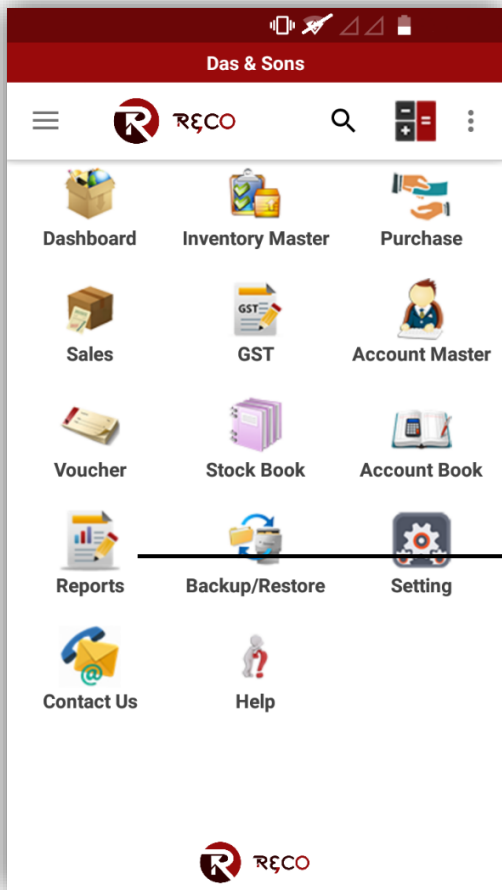 Das & Sons
RECO
Dashboard Inventory Master Purchase
GST
Sales GST Account Master
Voucher Stock Book Account Book
Reports Backup/Restore Setting
@
Contact Us Help
?
RECO